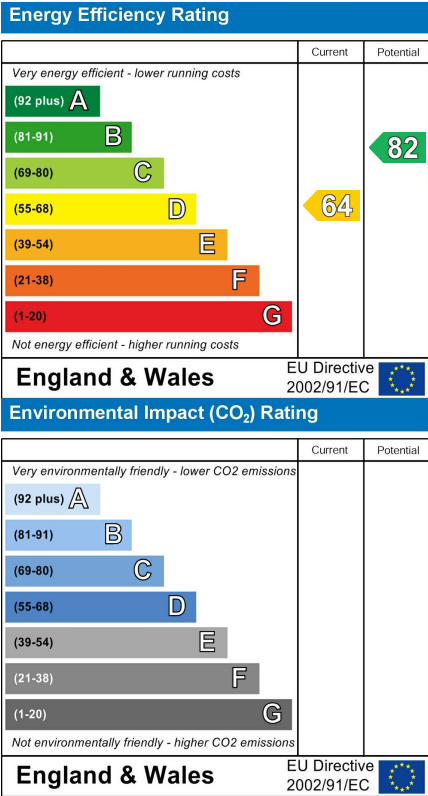 Energy Efficiency Rating
Current Potential
Very energy efficient - lower running costs
(92 plus) A
(81-91) B
82
(69-80) C
(55-68) D
64
(39-54) E
(21-38) F
(1-20) G
Not energy efficient - higher running costs
England & Wales
EU Directive
2002/91/EC
Environmental Impact (CO₂) Rating
Current Potential
Very environmentally friendly - lower CO2 emissions
(92 plus) A
(81-91) B
(69-80) C
(55-68) D
(39-54) E
(21-38) F
(1-20) G
Not environmentally friendly - higher CO2 emissions
England & Wales
EU Directive
2002/91/EC